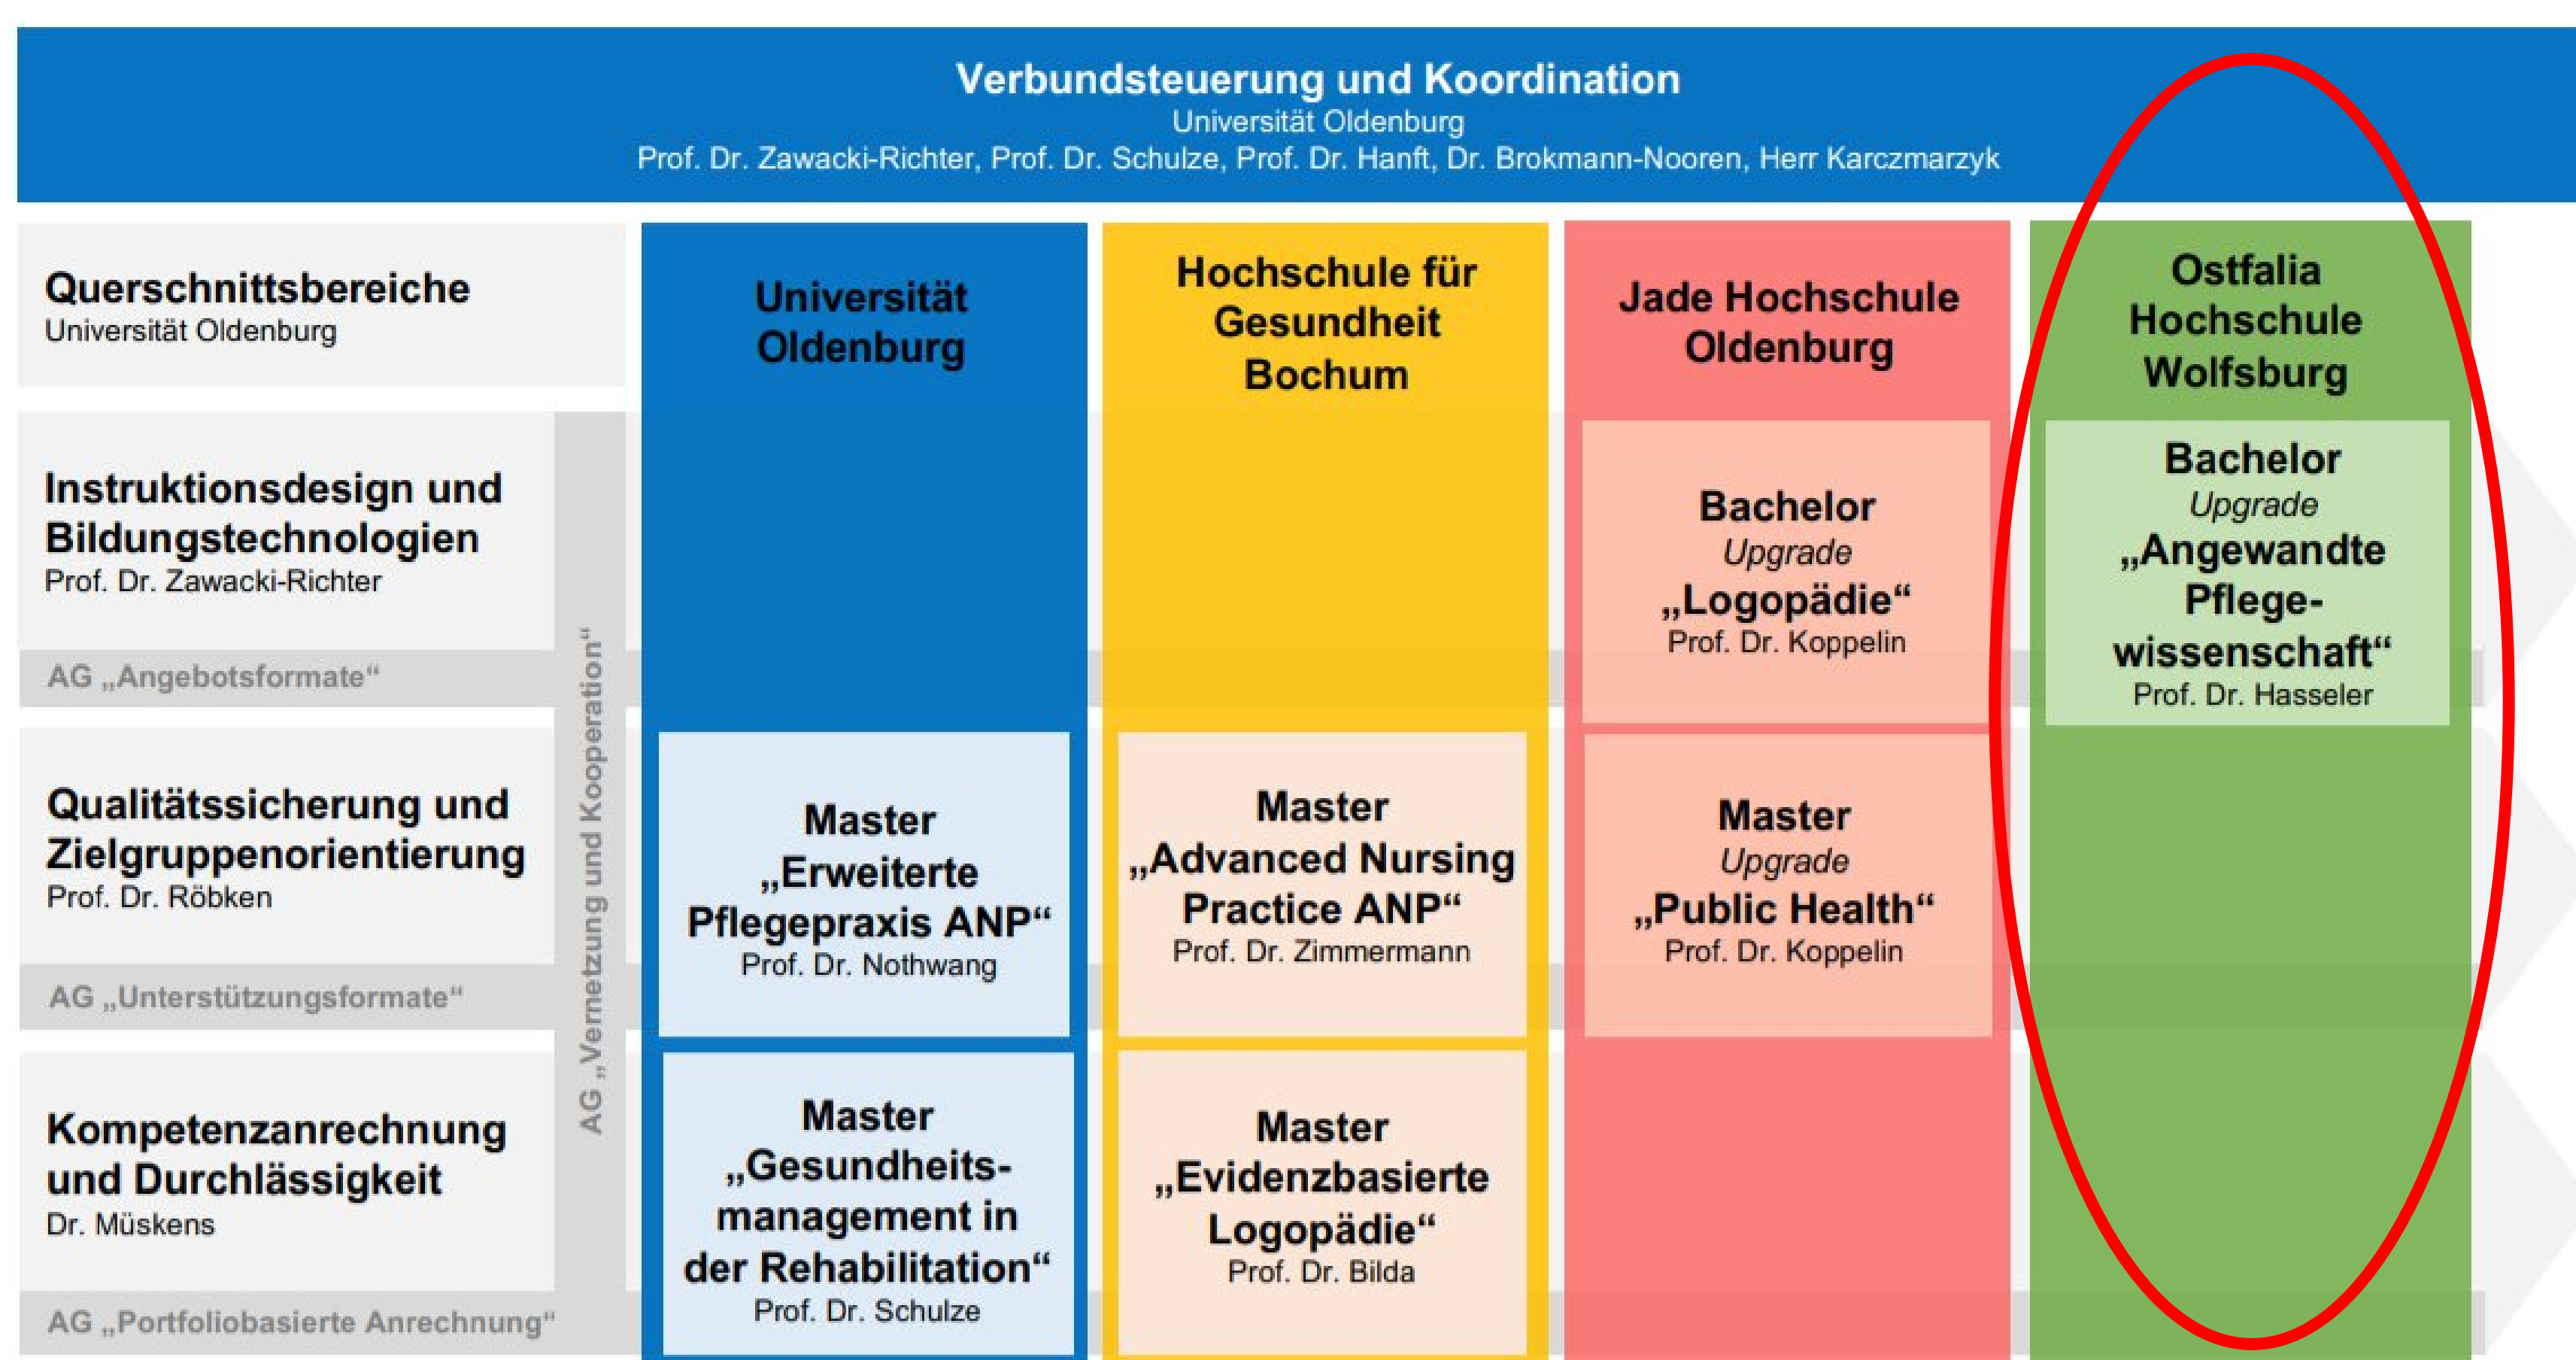 Verbundsteuerung und Koordination
Universität Oldenburg
Prof. Dr. Zawacki-Richter, Prof. Dr. Schulze, Prof. Dr. Hanft, Dr. Brokmann-Nooren, Herr Karczmarzyk
Querschnittsbereiche
Universität Oldenburg
Instruktionsdesign und
Bildungstechnologien
Prof. Dr. Zawacki-Richter
AG „Angebotsformate“
Qualitätssicherung und
Zielgruppenorientierung
Prof. Dr. Röbken
AG „Unterstützungsformate“
Kompetenzanrechnung
und Durchlässigkeit
Dr. Müskens
AG „Portfoliobasierte Anrechnung“
AG „Vernetzung und Kooperation“
Universität
Oldenburg
Master
„Erweiterte
Pflegepraxis ANP“
Prof. Dr. Nothwang
Master
„Gesundheits-
management in
der Rehabilitation“
Prof. Dr. Schulze
Hochschule für
Gesundheit
Bochum
Master
„Advanced Nursing
Practice ANP“
Prof. Dr. Zimmermann
Master
„Evidenzbasierte
Logopädie“
Prof. Dr. Bilda
Jade Hochschule
Oldenburg
Bachelor
Upgrade
„Logopädie“
Prof. Dr. Koppelin
Master
Upgrade
„Public Health“
Prof. Dr. Koppelin
Ostfalia
Hochschule
Wolfsburg
Bachelor
Upgrade
„Angewandte
Pflege-
wissenschaft“
Prof. Dr. Hasseler